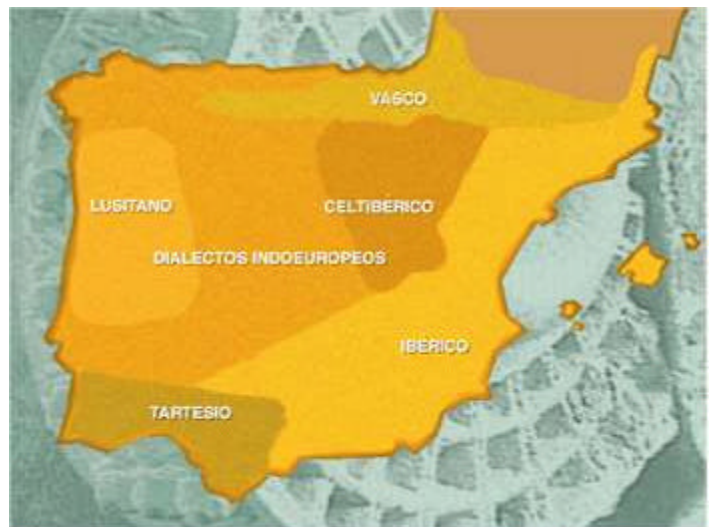 VASCO
LUSITANO
CELTIBERICO
DIALECTOS INDOEUROPEOS
IBERICO
TARTESIO